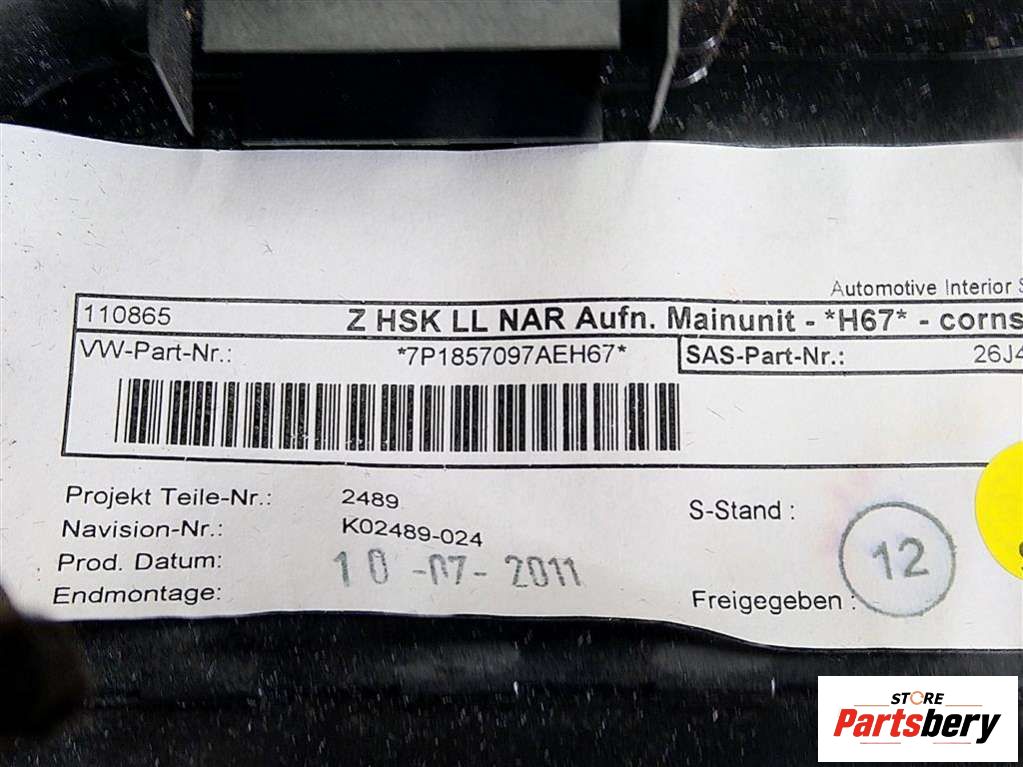 Automotive Interior S
110865 Z HSK LL NAR Aufn. Mainunit - *H67* - corns
VW-Part-Nr.: *7P1857097AEH67* SAS-Part-Nr.: 26J4
Projekt Teile-Nr.: 2489
Navision-Nr.: K02489-024
Prod. Datum: 10-07-2011
Endmontage:
S-Stand :
12
Freigegeben :
STORE
Partsbery